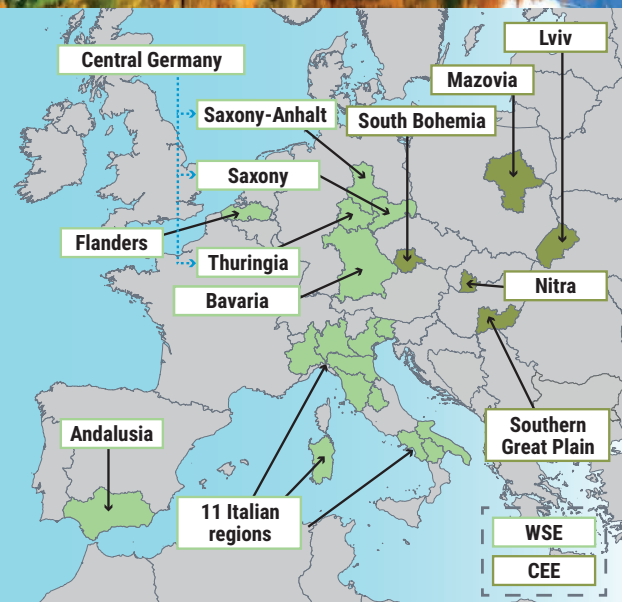 Lviv
Central Germany
Mazovia
Saxony-Anhalt
South Bohemia
Saxony
Flanders
Thuringia
Nitra
Bavaria
Andalusia
Southern
Great Plain
11 Italian
regions
WSE
CEE